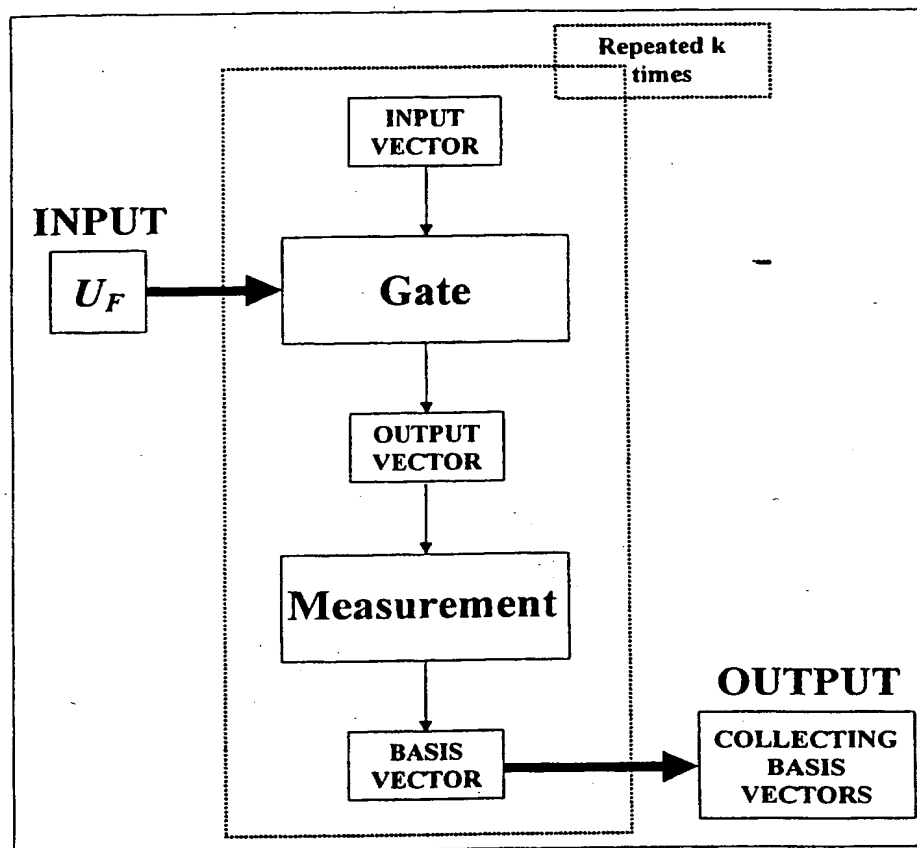 Repeated k
times
INPUT
VECTOR
INPUT
U_F
Gate
OUTPUT
VECTOR
Measurement
BASIS
VECTOR
OUTPUT
COLLECTING
BASIS
VECTORS